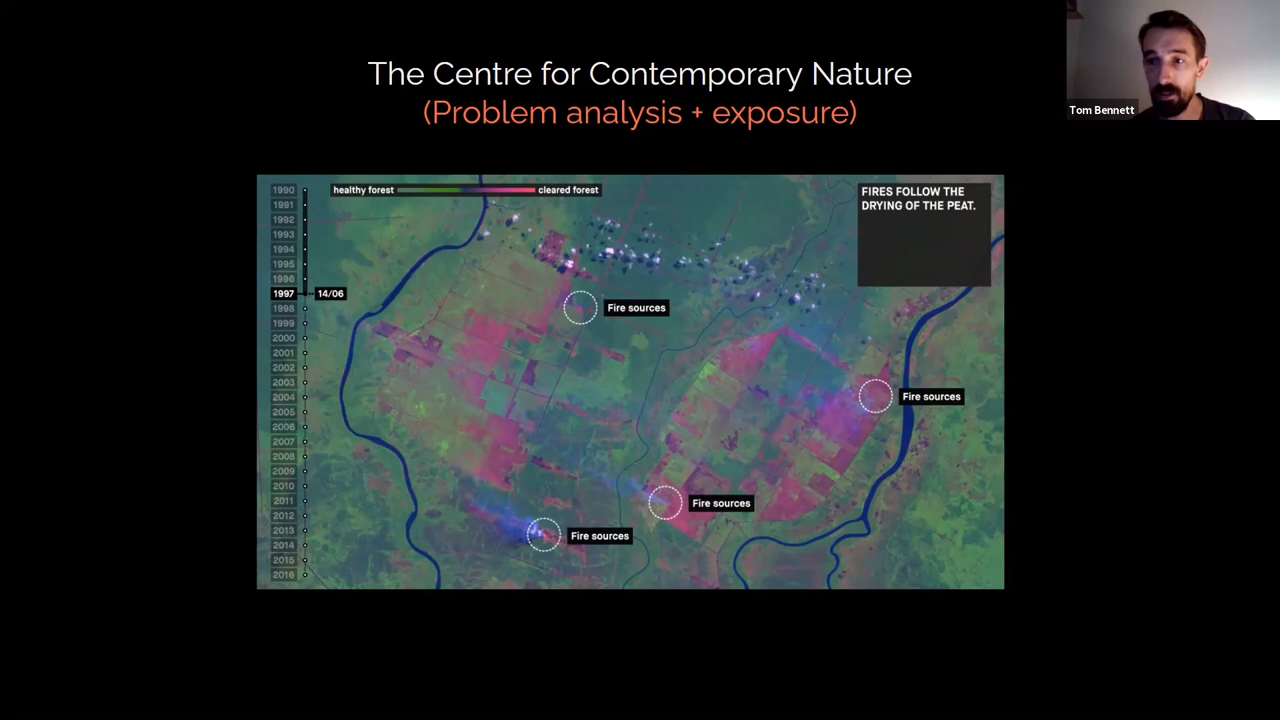 The Centre for Contemporary Nature
(Problem analysis + exposure)
Tom Bennett
1990
1991
1992
1993
1994
1995
1996
1997 14/06
1998
1999
2000
2001
2002
2003
2004
2005
2006
2007
2008
2009
2010
2011
2012
2013
2014
2015
2016
healthy forest cleared forest
FIRES FOLLOW THE
DRYING OF THE PEAT.
Fire sources
Fire sources
Fire sources
Fire sources